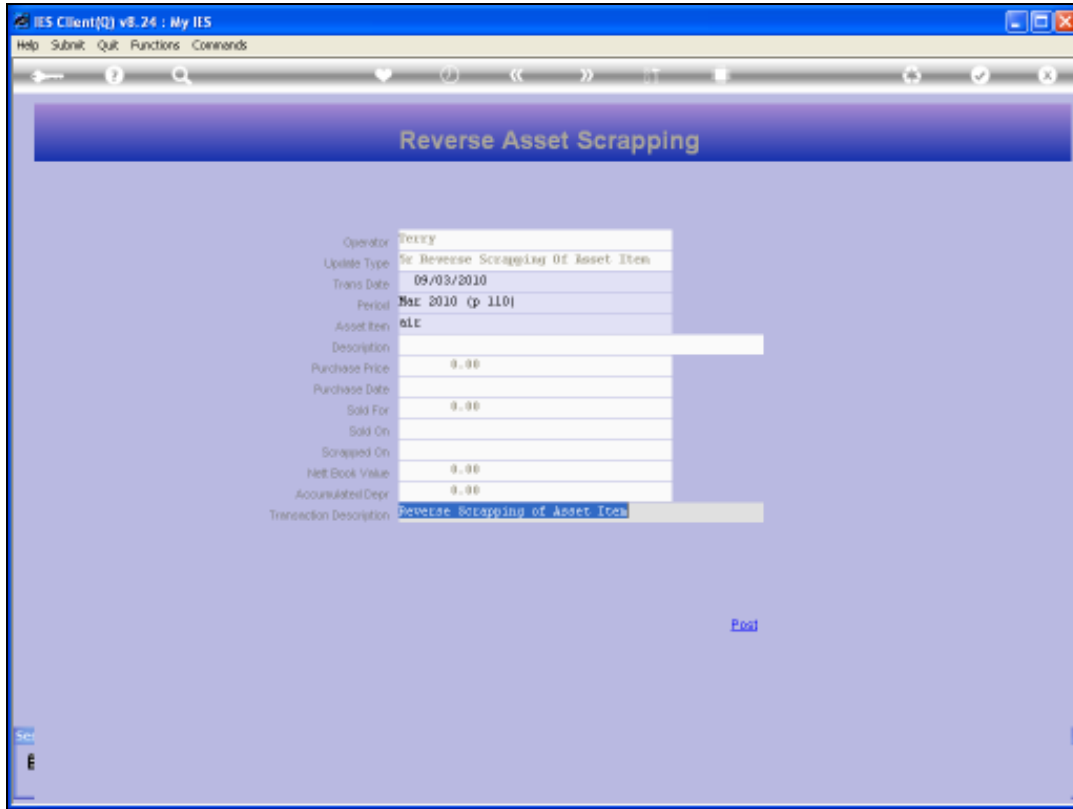 IES Client(Q) v8.24 : My IES
Help Submit Quit Functions Commands
Reverse Asset Scrapping
Operator Terry
Update Type Sr Reverse Scrapping Of Asset Item
Trans Date 09/03/2010
Period Mar 2010 (p 110)
Asset Item air
Description
Purchase Price 0.00
Purchase Date
Sold For 0.00
Sold On
Scrapped On
Nett Book Value 0.00
Accumulated Depr 0.00
Transaction Description Reverse Scrapping of Asset Item
Post